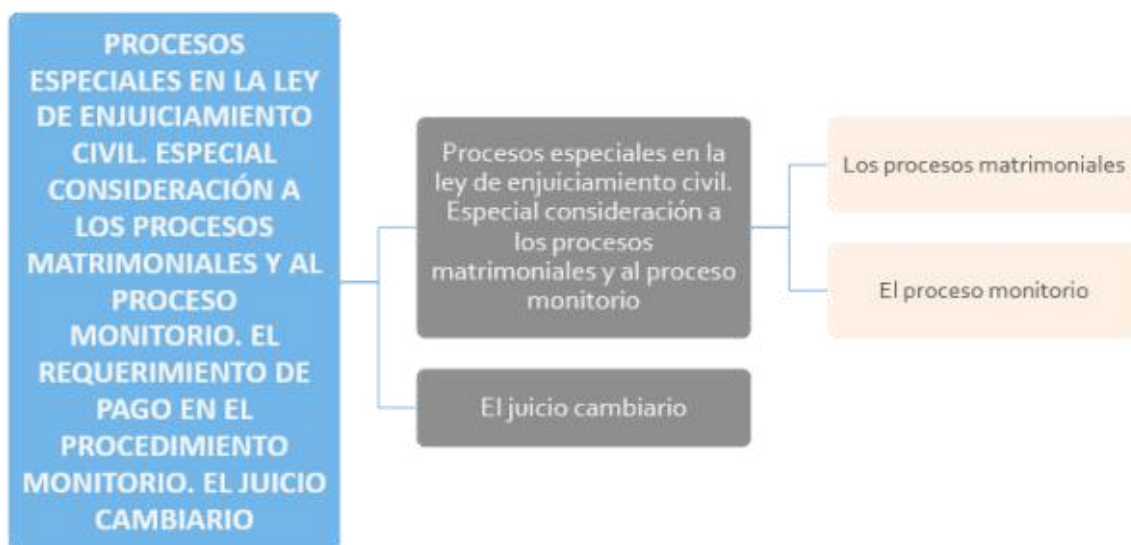 PROCESOS
ESPECIALES EN LA LEY
DE ENJUICIAMIENTO
CIVIL. ESPECIAL
CONSIDERACIÓN A
LOS PROCESOS
MATRIMONIALES Y AL
PROCESO
MONITORIO. EL
REQUERIMIENTO DE
PAGO EN EL
PROCEDIMIENTO
MONITORIO. EL JUICIO
CAMBIARIO
Procesos especiales en la
ley de enjuiciamiento civil.
Especial consideración a
los procesos
matrimoniales y al proceso
monitorio
Los procesos matrimoniales
El proceso monitorio
El juicio cambiario